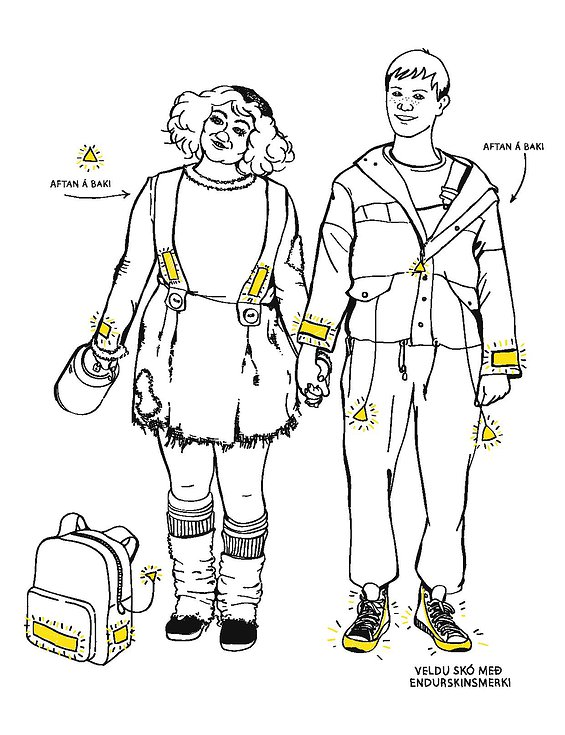 AFTAN Á BAKI
AFTAN Á BAKI
VELDU SKÓ MEÐ
ENDURSKINSMERKI